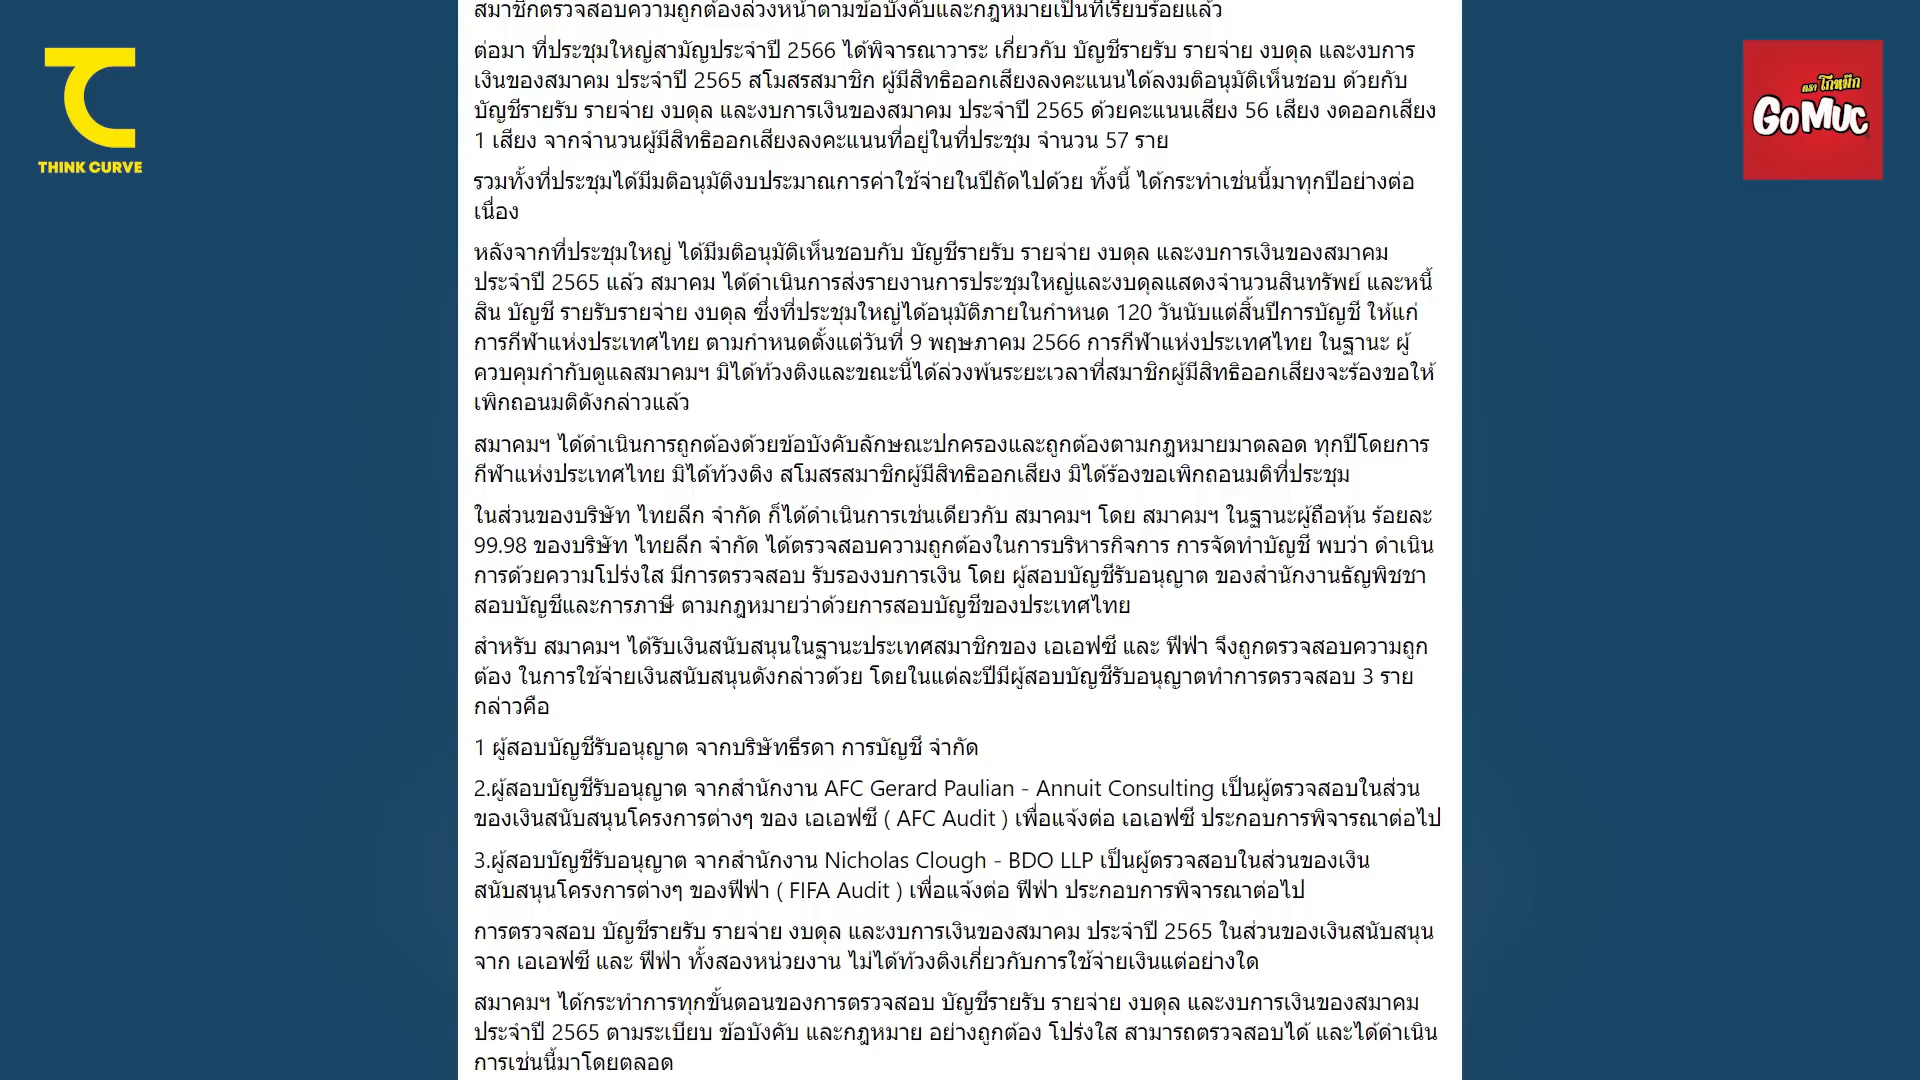 สมาชิกตรวจสอบความถูกต้องล่วงหน้าตามข้อบังคับและกฎหมายเป็นที่เรียบร้อยแล้ว
ต่อมา ที่ประชุมใหญ่สามัญประจำปี 2566 ได้พิจารณาวาระ เกี่ยวกับ บัญชีรายรับ รายจ่าย งบดุล และงบการ
เงินของสมาคม ประจำปี 2565 สโมสรสมาชิก ผู้มีสิทธิออกเสียงลงคะแนนได้ลงมติอนุมัติเห็นชอบ ด้วยกับ
บัญชีรายรับ รายจ่าย งบดุล และงบการเงินของสมาคม ประจำปี 2565 ด้วยคะแนนเสียง 56 เสียง งดออกเสียง
1 เสียง จากจำนวนผู้มีสิทธิออกเสียงลงคะแนนที่อยู่ในที่ประชุม จำนวน 57 ราย
รวมทั้งที่ประชุมได้มีมติอนุมัติงบประมาณการค่าใช้จ่ายในปีถัดไปด้วย ทั้งนี้ ได้กระทำเช่นนี้มาทุกปีอย่างต่อ
เนื่อง
หลังจากที่ประชุมใหญ่ ได้มีมติอนุมัติเห็นชอบกับ บัญชีรายรับ รายจ่าย งบดุล และงบการเงินของสมาคม
ประจำปี 2565 แล้ว สมาคม ได้ดำเนินการส่งรายงานการประชุมใหญ่และงบดุลแสดงจำนวนสินทรัพย์ และหนี้
สิน บัญชี รายรับรายจ่าย งบดุล ซึ่งที่ประชุมใหญ่ได้อนุมัติภายในกำหนด 120 วันนับแต่สิ้นปีการบัญชี ให้แก่
การกีฬาแห่งประเทศไทย ตามกำหนดตั้งแต่วันที่ 9 พฤษภาคม 2566 การกีฬาแห่งประเทศไทย ในฐานะ ผู้
ควบคุมกำกับดูแลสมาคมฯ มิได้ท้วงติงและขณะนี้ได้ล่วงพ้นระยะเวลาที่สมาชิกผู้มีสิทธิออกเสียงจะร้องขอให้
เพิกถอนมติดังกล่าวแล้ว
สมาคมฯ ได้ดำเนินการถูกต้องด้วยข้อบังคับลักษณะปกครองและถูกต้องตามกฎหมายมาตลอด ทุกปีโดยการ
กีฬาแห่งประเทศไทย มิได้ท้วงติง สโมสรสมาชิกผู้มีสิทธิออกเสียง มิได้ร้องขอเพิกถอนมติที่ประชุม
ในส่วนของบริษัท ไทยลีก จำกัด ก็ได้ดำเนินการเช่นเดียวกับ สมาคมฯ โดย สมาคมฯ ในฐานะผู้ถือหุ้น ร้อยละ
99.98 ของบริษัท ไทยลีก จำกัด ได้ตรวจสอบความถูกต้องในการบริหารกิจการ การจัดทำบัญชี พบว่า ดำเนิน
การด้วยความโปร่งใส มีการตรวจสอบ รับรองงบการเงิน โดย ผู้สอบบัญชีรับอนุญาต ของสำนักงานธัญพิชชา
สอบบัญชีและการภาษี ตามกฎหมายว่าด้วยการสอบบัญชีของประเทศไทย
สำหรับ สมาคมฯ ได้รับเงินสนับสนุนในฐานะประเทศสมาชิกของ เอเอฟซี และ ฟีฟ่า จึงถูกตรวจสอบความถูก
ต้อง ในการใช้จ่ายเงินสนับสนุนดังกล่าวด้วย โดยในแต่ละปีมีผู้สอบบัญชีรับอนุญาตทำการตรวจสอบ 3 ราย
กล่าวคือ
1 ผู้สอบบัญชีรับอนุญาต จากบริษัทธีรดา การบัญชี จำกัด
2.ผู้สอบบัญชีรับอนุญาต จากสำนักงาน AFC Gerard Paulian - Annuit Consulting เป็นผู้ตรวจสอบในส่วน
ของเงินสนับสนุนโครงการต่างๆ ของ เอเอฟซี ( AFC Audit ) เพื่อแจ้งต่อ เอเอฟซี ประกอบการพิจารณาต่อไป
3.ผู้สอบบัญชีรับอนุญาต จากสำนักงาน Nicholas Clough - BDO LLP เป็นผู้ตรวจสอบในส่วนของเงิน
สนับสนุนโครงการต่างๆ ของฟีฟ่า ( FIFA Audit ) เพื่อแจ้งต่อ ฟีฟ่า ประกอบการพิจารณาต่อไป
การตรวจสอบ บัญชีรายรับ รายจ่าย งบดุล และงบการเงินของสมาคม ประจำปี 2565 ในส่วนของเงินสนับสนุน
จาก เอเอฟซี และ ฟีฟ่า ทั้งสองหน่วยงาน ไม่ได้ท้วงติงเกี่ยวกับการใช้จ่ายเงินแต่อย่างใด
สมาคมฯ ได้กระทำการทุกขั้นตอนของการตรวจสอบ บัญชีรายรับ รายจ่าย งบดุล และงบการเงินของสมาคม
ประจำปี 2565 ตามระเบียบ ข้อบังคับ และกฎหมาย อย่างถูกต้อง โปร่งใส สามารถตรวจสอบได้ และได้ดำเนิน
การเช่นนี้มาโดยตลอด
THINK CURVE
ตรา โก๋หมึก
GOMUC